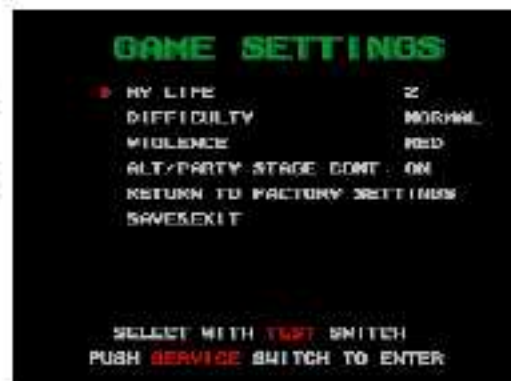 GAME SETTINGS
MY LIFE 2
DIFFICULTY NORMAL
VIOLENCE RED
ALT/PARTY STAGE CONT. ON
RETURN TO FACTORY SETTINGS
SAVE&EXIT
SELECT WITH TEST SWITCH
PUSH SERVICE SWITCH TO ENTER